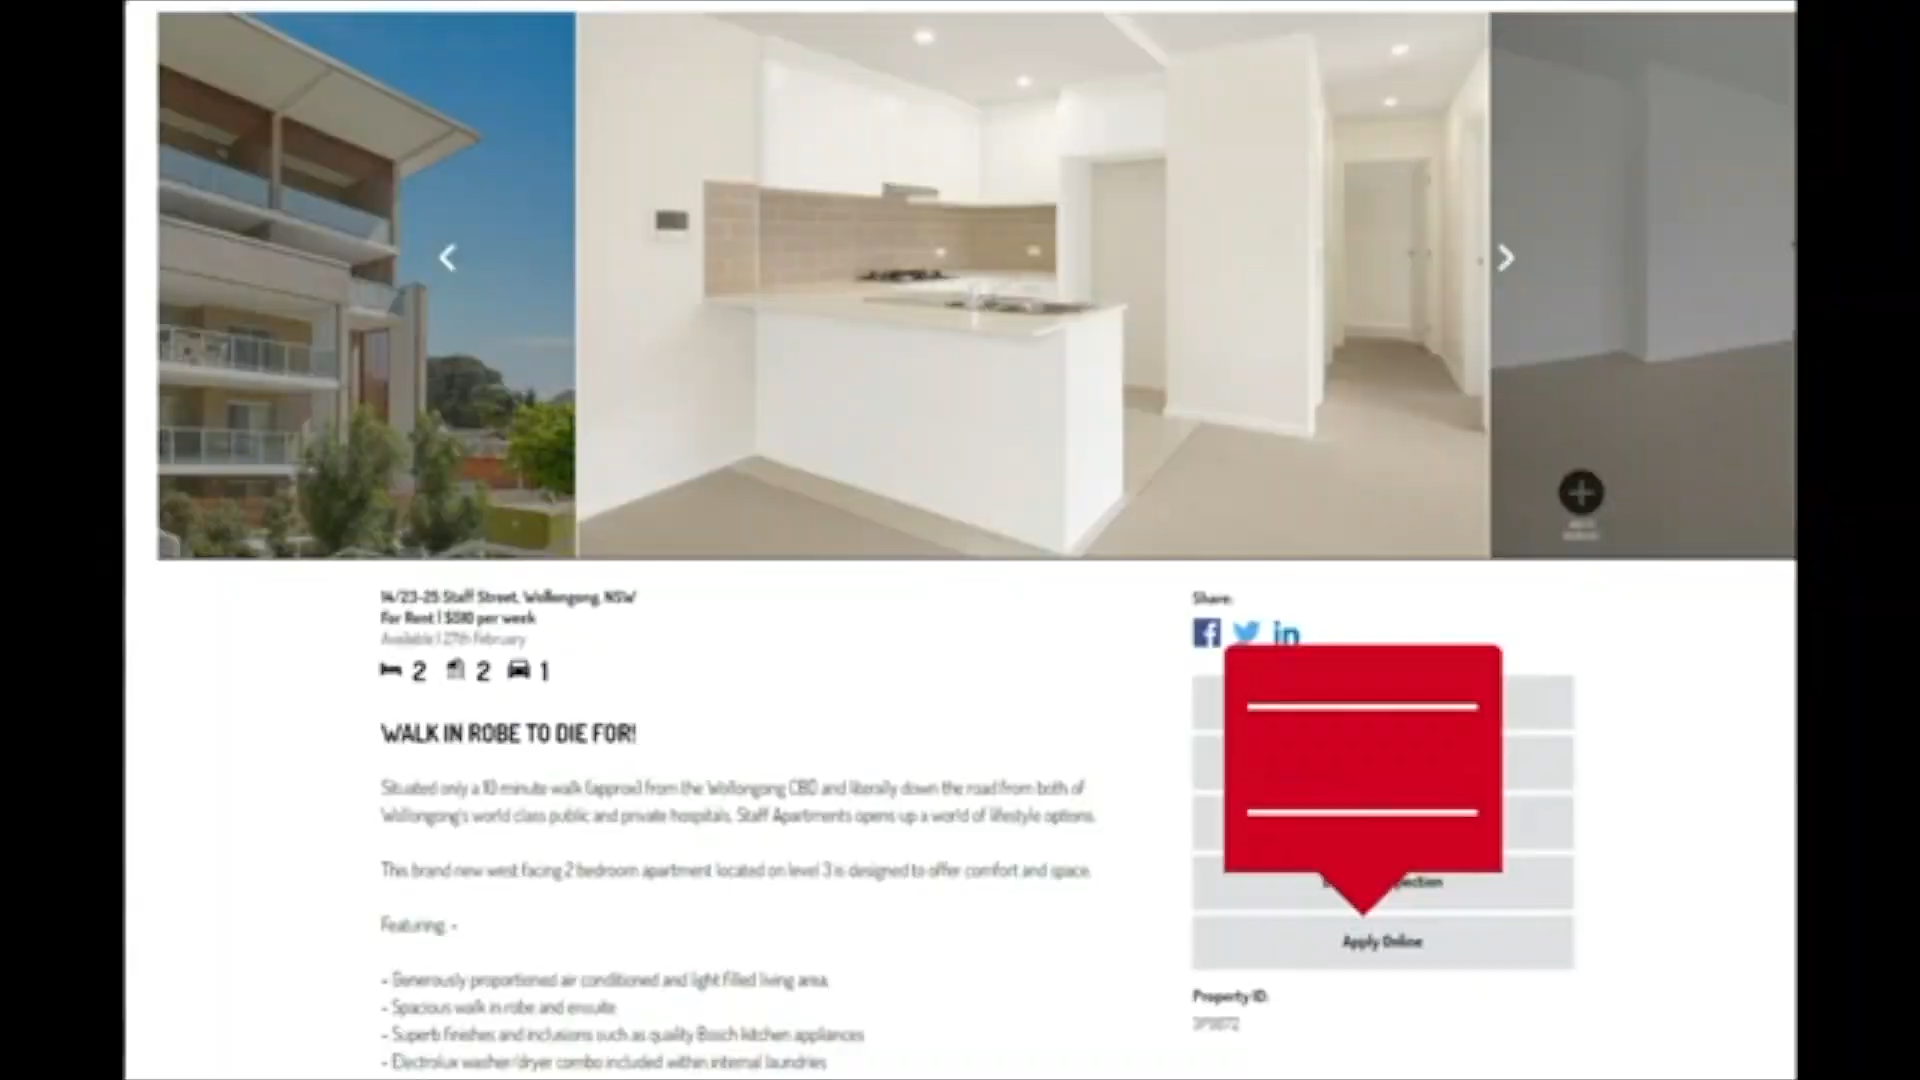 14/23-25 Staff Street, Wollongong, NSW
For Rent | $510 per week
Available | 27th February
2 2 1
WALK IN ROBE TO DIE FOR!
Situated only a 10 minute walk (approx) from the Wollongong CBD and literally down the road from both of
Wollongong's world class public and private hospitals, Staff Apartments opens up a world of lifestyle options.
This brand new west facing 2 bedroom apartment located on level 3 is designed to offer comfort and space.
Featuring: -
- Generously proportioned air conditioned and light filled living area.
- Spacious walk in robe and ensuite
- Superb finishes and inclusions such as quality Bosch kitchen appliances
- Electrolux washer/dryer combo included within internal laundries
Share:
f in
Apply Online
Property ID: